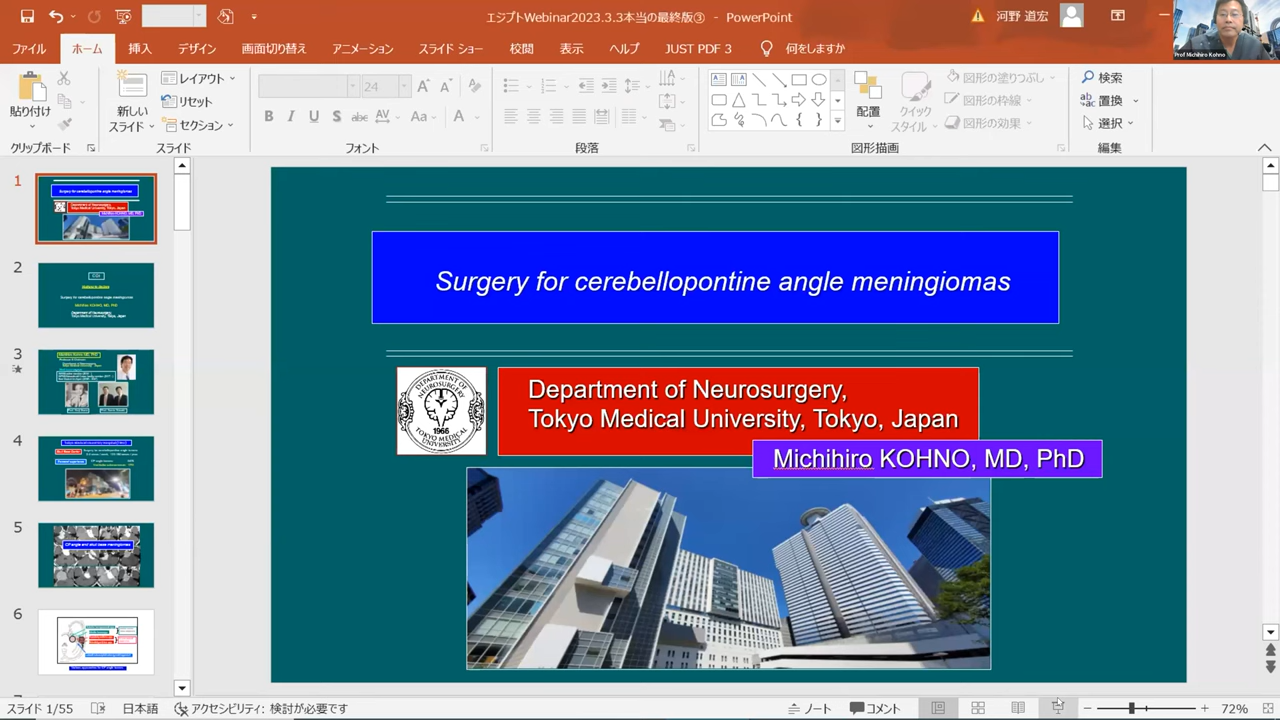 エジプトWebinar2023.3.3本当の最終版③ - PowerPoint
河野 道宏
Prof Michihiro Kohno
ファイル ホーム 挿入 デザイン 画面切り替え アニメーション スライド ショー 校閲 表示 ヘルプ JUST PDF 3 何をしますか
貼り付け
クリップボード
新しい
スライド
レイアウト
リセット
セクション
スライド
24
B I U S abc AV Aa A
フォント
段落
配置
クイック
スタイル
図形の塗りつぶし
図形の枠線
図形の効果
図形描画
検索
置換
選択
編集
1
2
3
4
5
6
Surgery for cerebellopontine angle meningiomas
DEPARTMENT OF NEUROSURGERY
1966
TOKYO MEDICAL UNIVERSITY
Department of Neurosurgery,
Tokyo Medical University, Tokyo, Japan
Michihiro KOHNO, MD, PhD
スライド 1/55 日本語 アクセシビリティ: 検討が必要です ノート コメント 72%